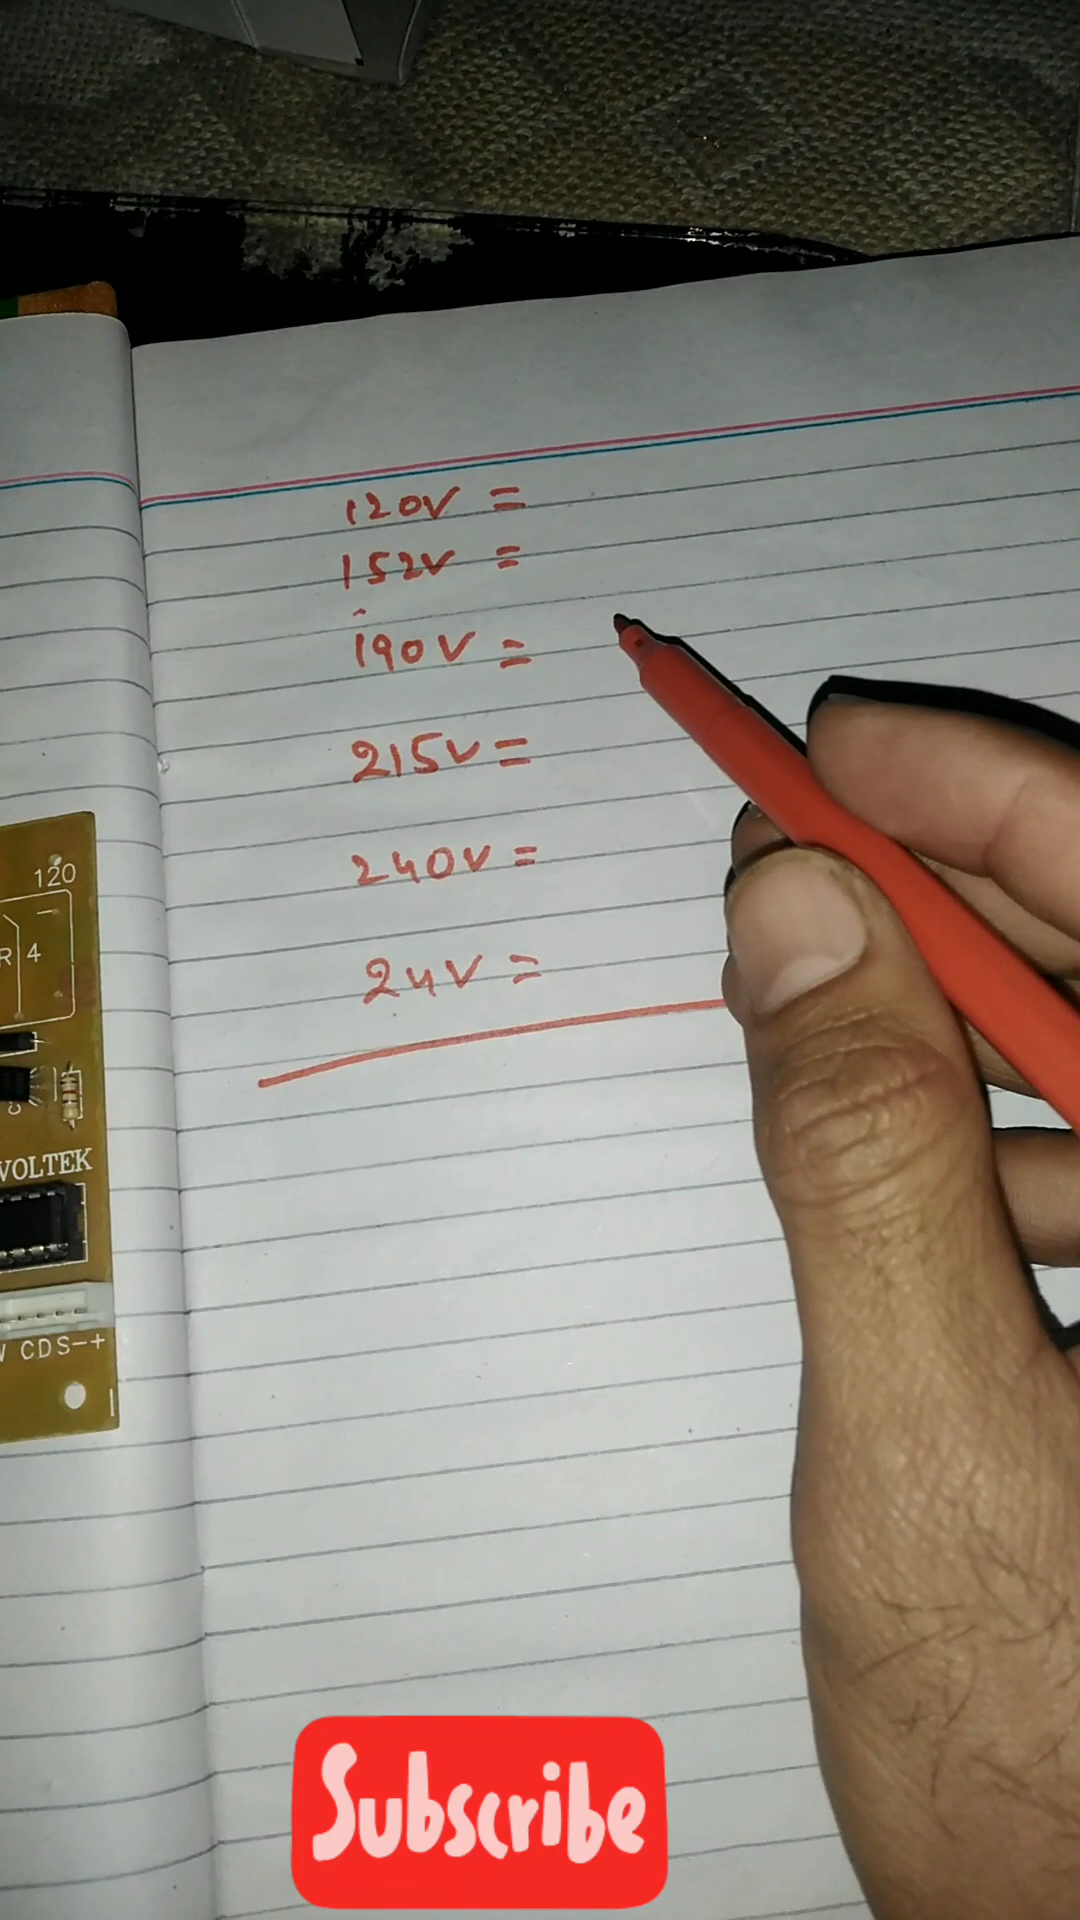 120V =
152V =
190V =
215V =
240V =
24V =
120
R 4
VOLTEK
CDS-+
Subscribe